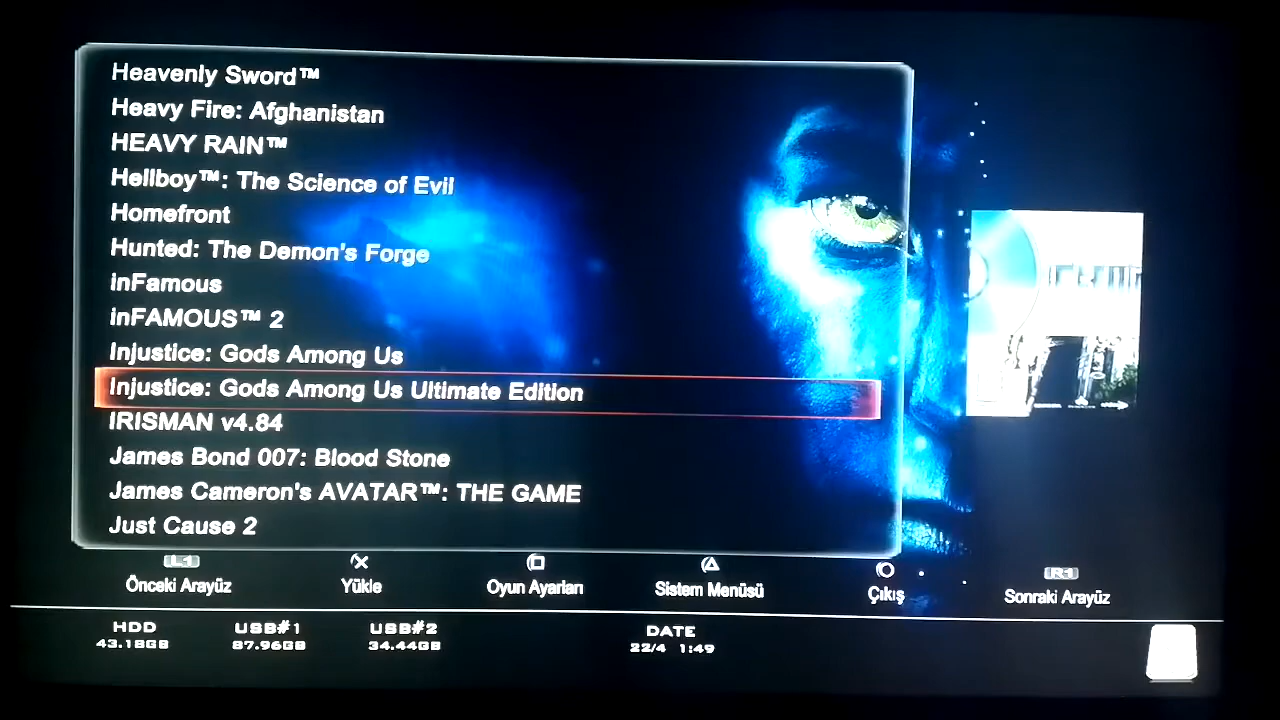 Heavenly Sword™
Heavy Fire: Afghanistan
HEAVY RAIN™
Hellboy™: The Science of Evil
Homefront
Hunted: The Demon's Forge
inFamous
inFAMOUS™ 2
Injustice: Gods Among Us
Injustice: Gods Among Us Ultimate Edition
IRISMAN v4.84
James Bond 007: Blood Stone
James Cameron's AVATAR™: THE GAME
Just Cause 2
L1 R1
Önceki Arayüz Yükle Oyun Ayarları Sistem Menüsü Çıkış Sonraki Arayüz
HDD USB#1 USB#2 DATE
43.18GB 87.96GB 34.44GB 22/4 1:49